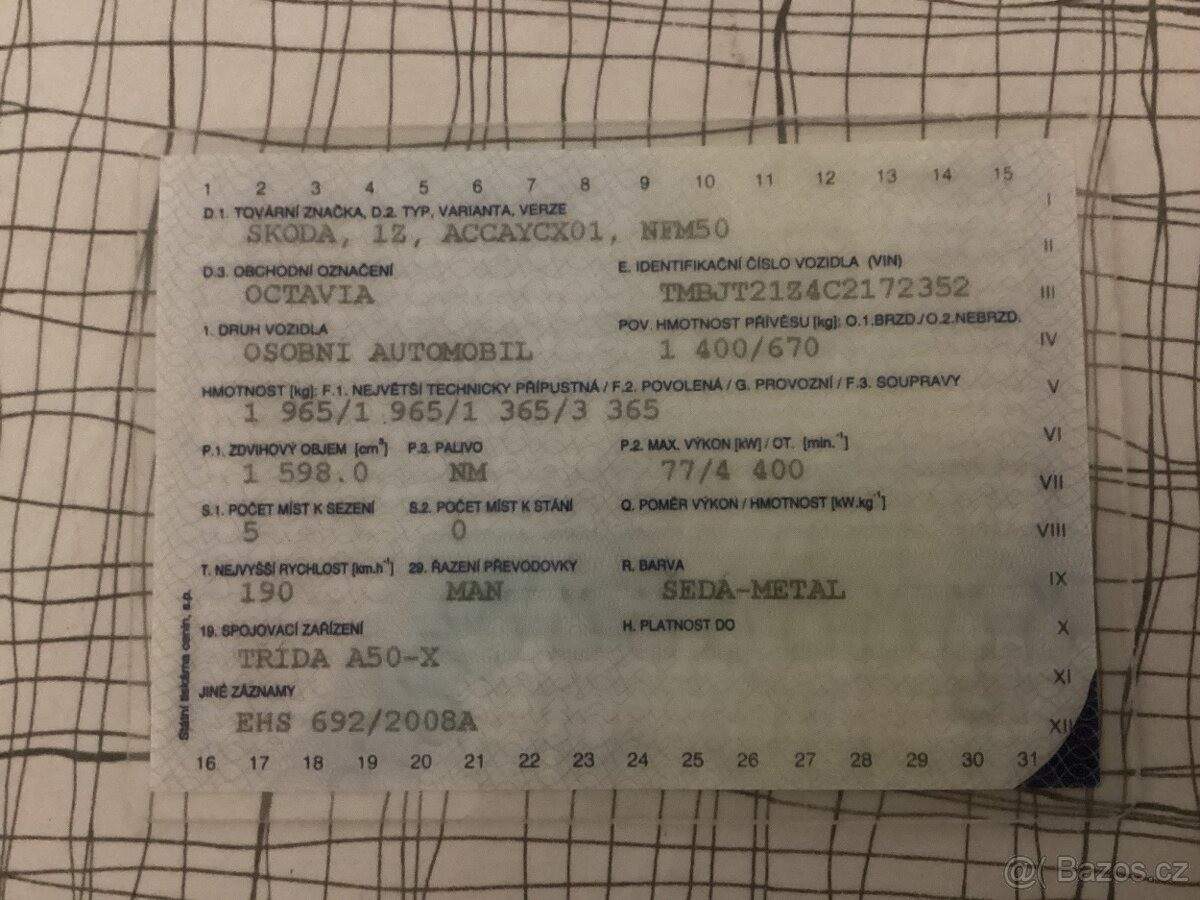 1 2 3 4 5 6 7 8 9 10 11 12 13 14 15
I
D.1. TOVÁRNÍ ZNAČKA, D.2. TYP, VARIANTA, VERZE
ŠKODA, 1Z, ACCAYCX01, NFM50
II
D.3. OBCHODNÍ OZNAČENÍ E. IDENTIFIKAČNÍ ČÍSLO VOZIDLA (VIN)
OCTAVIA TMBJT21Z4C2172352 III
1. DRUH VOZIDLA POV. HMOTNOST PŘÍVĚSU [kg]: O.1.BRZD./O.2.NEBRZD.
OSOBNÍ AUTOMOBIL 1 400/670 IV
HMOTNOST [kg]: F.1. NEJVĚTŠÍ TECHNICKY PŘÍPUSTNÁ / F.2. POVOLENÁ / G. PROVOZNÍ / F.3. SOUPRAVY V
1 965/1 965/1 365/3 365
P.1. ZDVIHOVÝ OBJEM [cm³] P.3. PALIVO P.2. MAX. VÝKON [kW] / OT. [min.⁻¹] VI
1 598.0 NM 77/4 400 VII
S.1. POČET MÍST K SEZENÍ S.2. POČET MÍST K STÁNÍ Q. POMĚR VÝKON / HMOTNOST [kW.kg⁻¹]
5 0 VIII
T. NEJVYŠŠÍ RYCHLOST [km.h⁻¹] 29. ŘAZENÍ PŘEVODOVKY R. BARVA IX
190 MAN ŠEDÁ-METAL
19. SPOJOVACÍ ZAŘÍZENÍ H. PLATNOST DO X
TŘÍDA A50-X
JINÉ ZÁZNAMY XI
EHS 692/2008A XII
16 17 18 19 20 21 22 23 24 25 26 27 28 29 30 31
Státní tiskárna cenin, s.p.
@( Bazos.cz